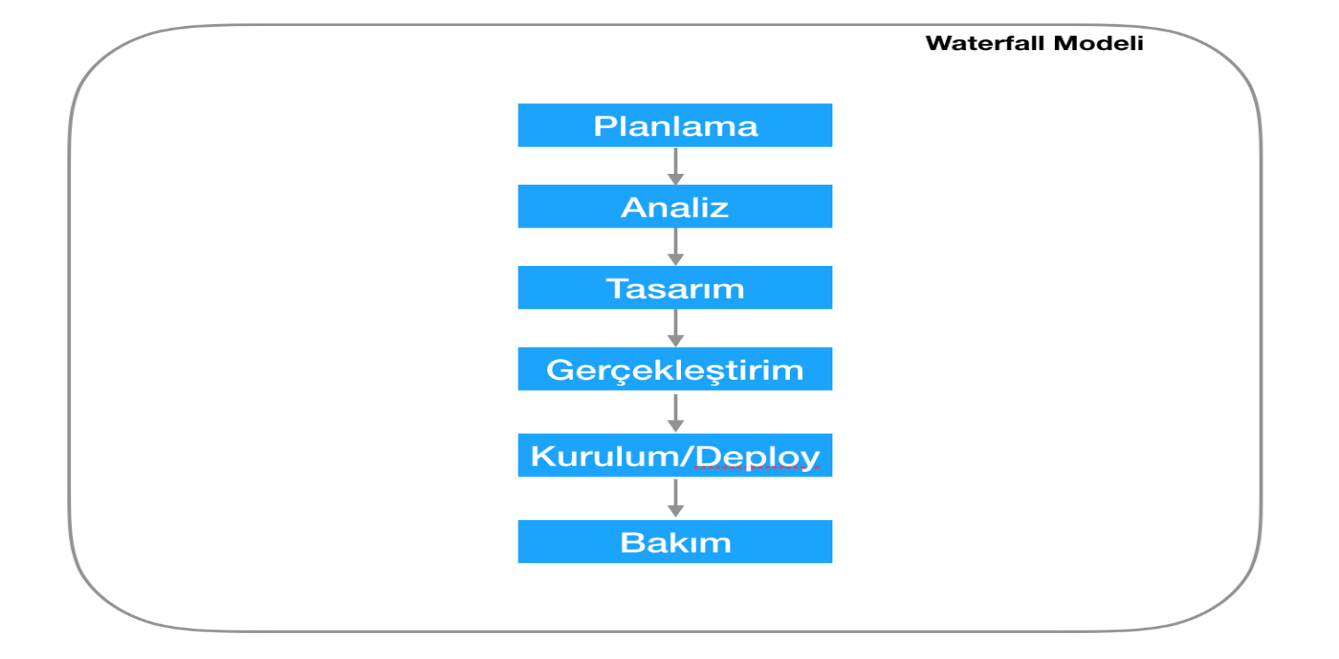 Waterfall Modeli
Planlama
Analiz
Tasarım
Gerçekleştirim
Kurulum/Deploy
Bakım